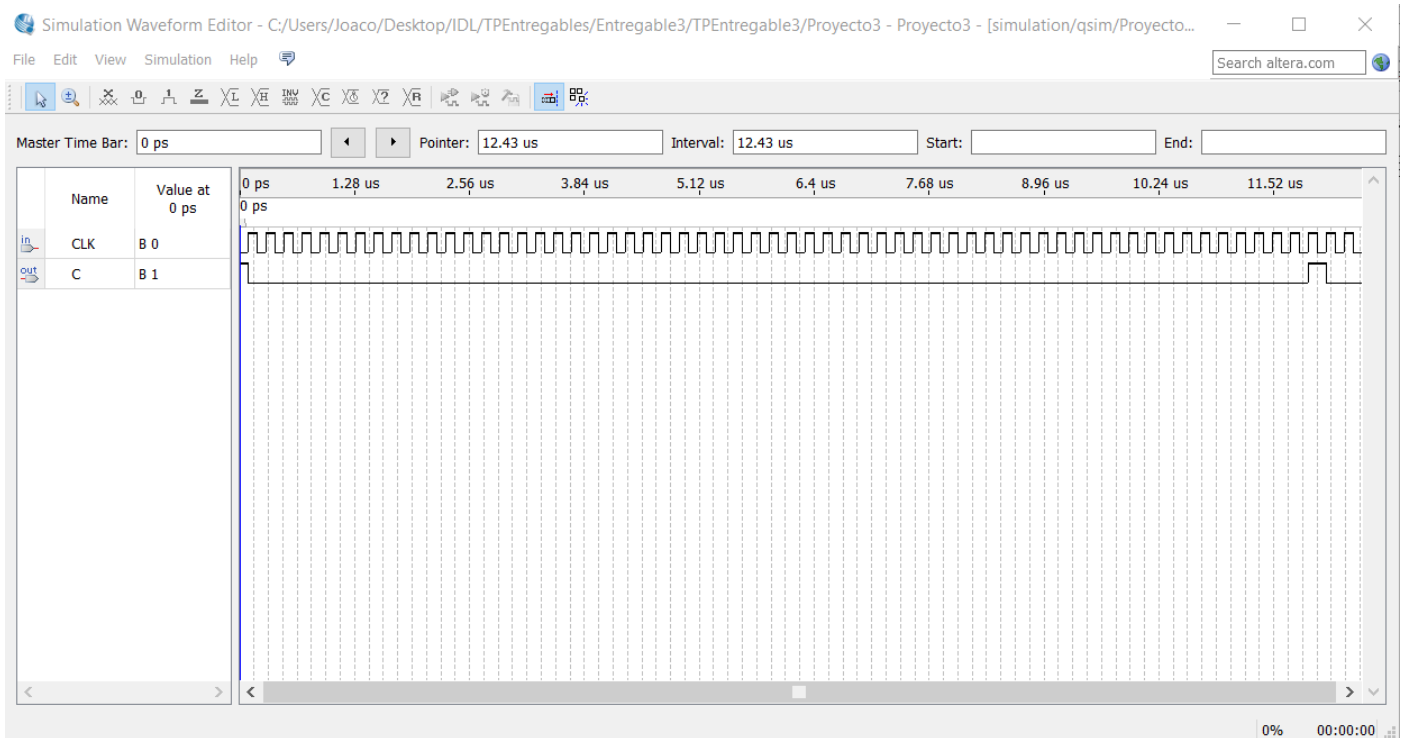 Simulation Waveform Editor - C:/Users/Joaco/Desktop/IDL/TPEntregables/Entregable3/TPEntregable3/Proyecto3 - Proyecto3 - [simulation/qsim/Proyecto...
File Edit View Simulation Help
Search altera.com
Master Time Bar: 0 ps Pointer: 12.43 us Interval: 12.43 us Start: End:
Name Value at 0 ps
0 ps 1.28 us 2.56 us 3.84 us 5.12 us 6.4 us 7.68 us 8.96 us 10.24 us 11.52 us
0 ps
in CLK B 0
out C B 1
0% 00:00:00